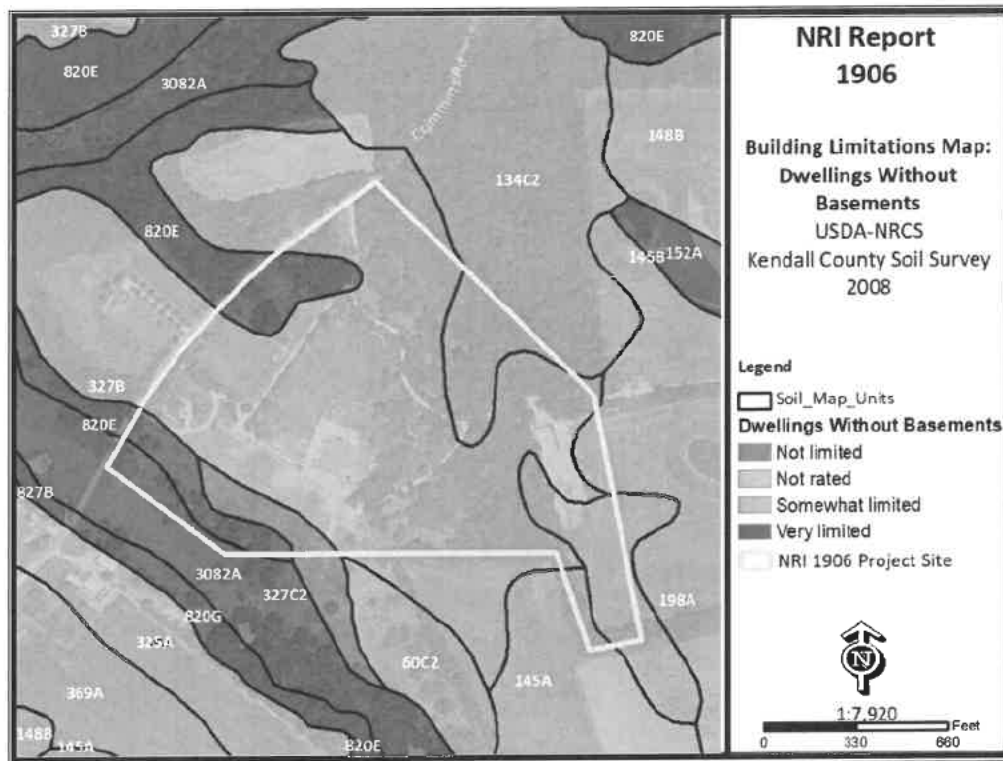 327B
820E
3082A
820E
Commons Rd
148B
134C2
820E
145B
152A
327B
820E
827B
3082A
327C2
820G
325A
198A
60C2
369A
145A
148B
145A
820E
NRI Report
1906
Building Limitations Map:
Dwellings Without
Basements
USDA-NRCS
Kendall County Soil Survey
2008
Legend
Soil_Map_Units
Dwellings Without Basements
Not limited
Not rated
Somewhat limited
Very limited
NRI 1906 Project Site
N
1:7,920
Feet
0 330 660